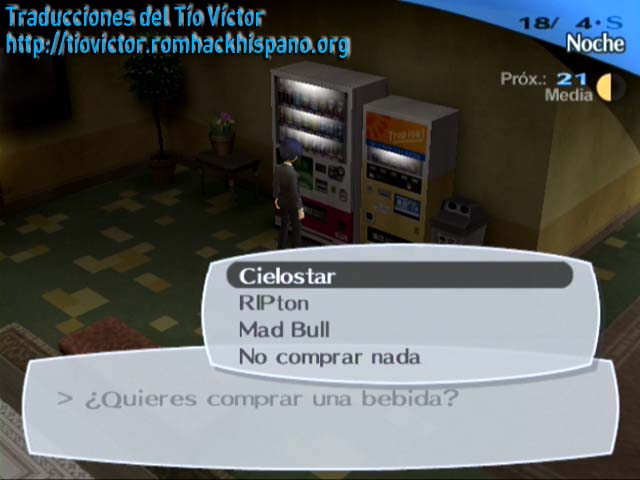 Traducciones del Tío Víctor
http://tiovictor.romhackhispano.org
18/ 4・S
Noche
Próx.: 21
Media
Tropical
Cielostar
RIPton
Mad Bull
No comprar nada
> ¿Quieres comprar una bebida?